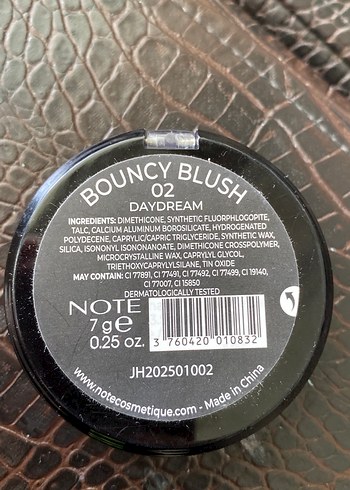 BOUNCY BLUSH
02
DAYDREAM
INGREDIENTS: DIMETHICONE, SYNTHETIC FLUORPHLOGOPITE,
TALC, CALCIUM ALUMINUM BOROSILICATE, HYDROGENATED
POLYDECENE, CAPRYLIC/CAPRIC TRIGLYCERIDE, SYNTHETIC WAX,
SILICA, ISONONYL ISONONANOATE, DIMETHICONE CROSSPOLYMER,
MICROCRYSTALLINE WAX, CAPRYLYL GLYCOL,
TRIETHOXYCAPRYLYLSILANE, TIN OXIDE
MAY CONTAIN: CI 77891, CI 77491, CI 77492, CI 77499, CI 19140,
CI 77007, CI 15850
DERMATOLOGICALLY TESTED
NOTE
7 g e
0.25 oz.
3 760420 010832
JH202501002
www.notecosmetique.com - Made in China